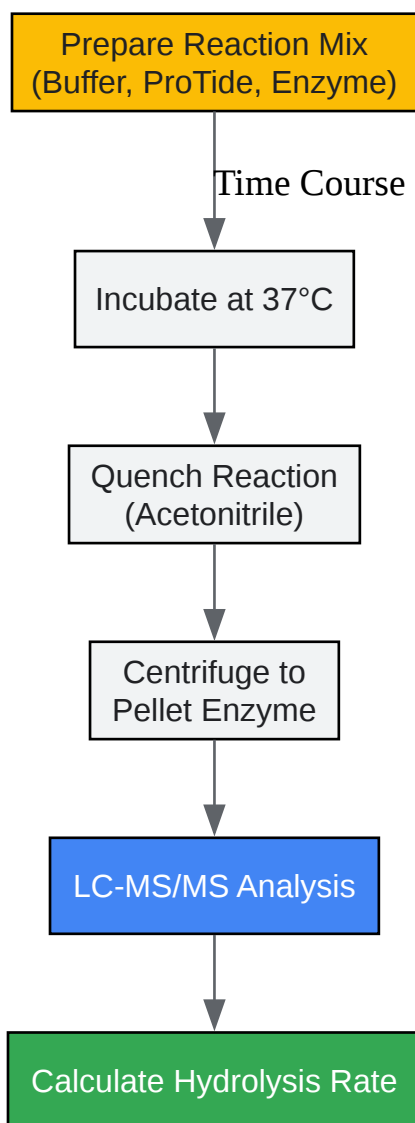 Prepare Reaction Mix
(Buffer, ProTide, Enzyme)
Time Course
Incubate at 37°C
Quench Reaction
(Acetonitrile)
Centrifuge to
Pellet Enzyme
LC-MS/MS Analysis
Calculate Hydrolysis Rate